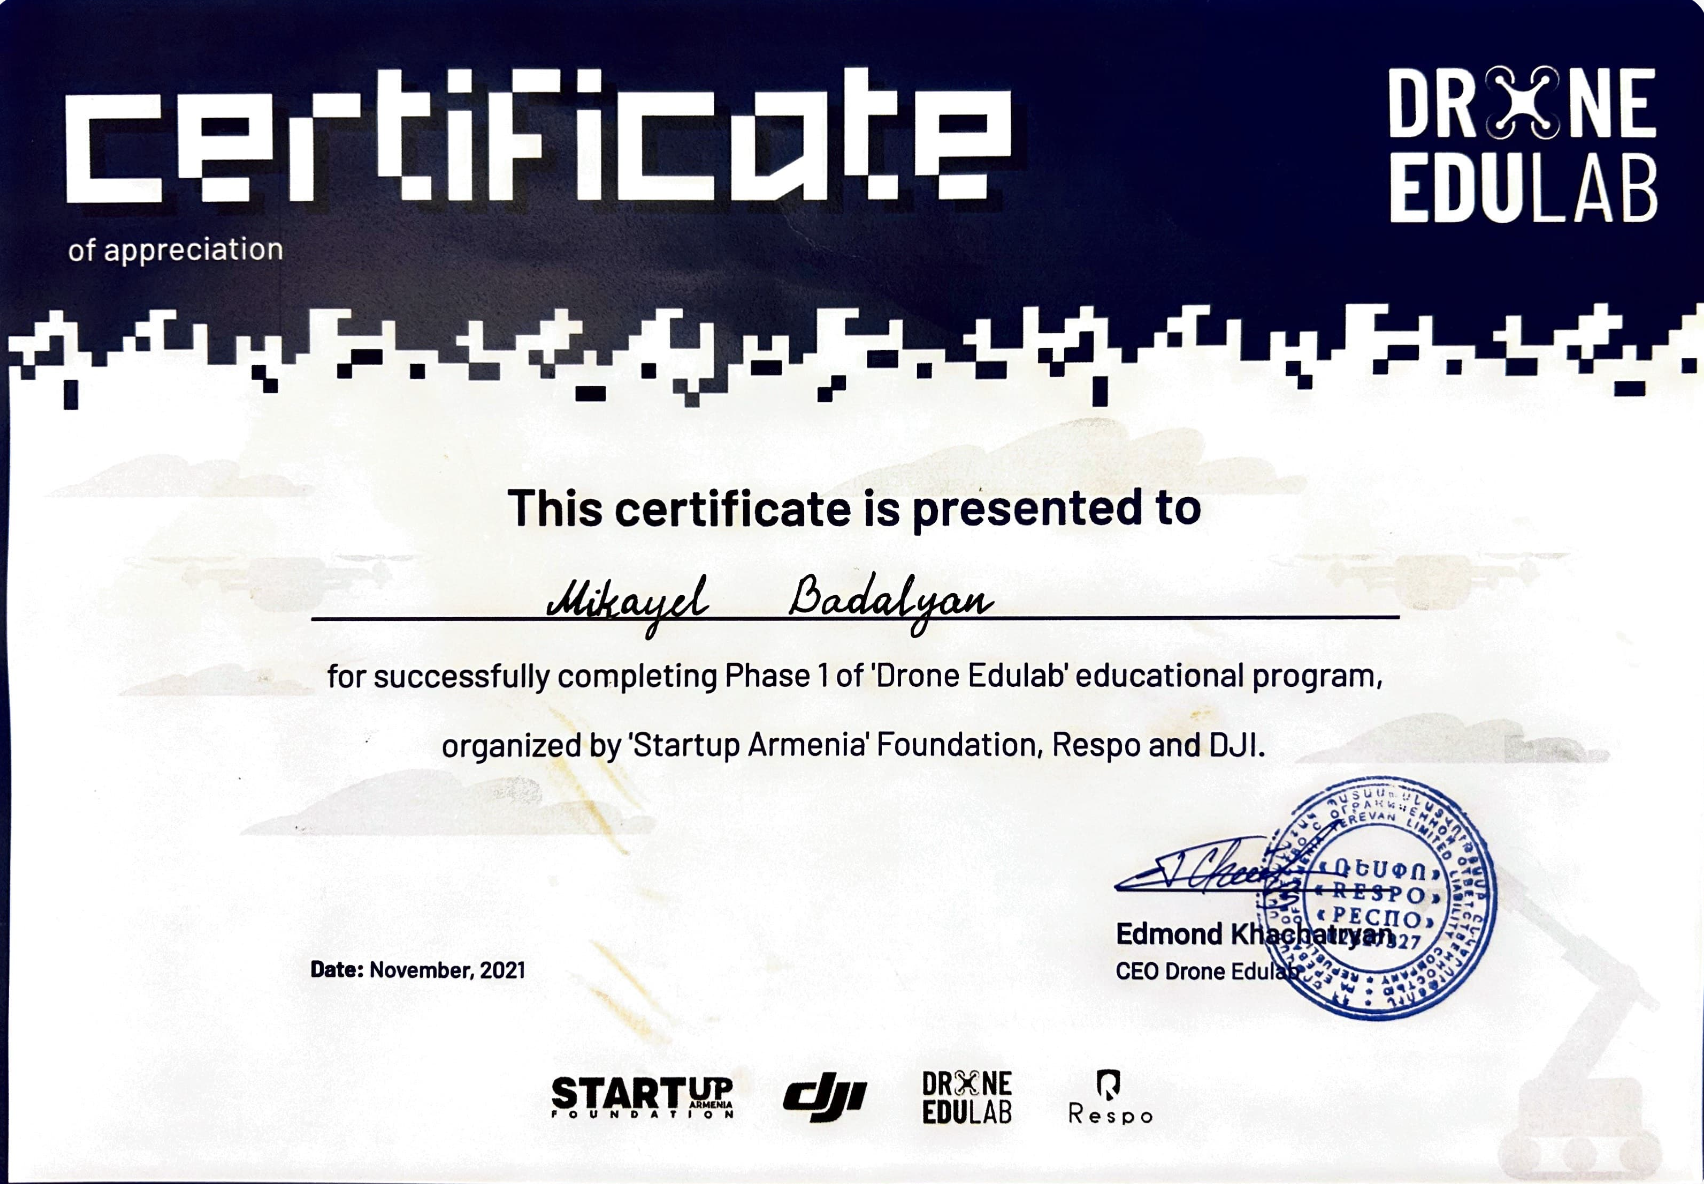 certificate
of appreciation
DRONE
EDULAB
This certificate is presented to
Mikayel Badalyan
for successfully completing Phase 1 of 'Drone Edulab' educational program,
organized by 'Startup Armenia' Foundation, Respo and DJI.
Date: November, 2021
Edmond Khachatryan
CEO Drone Edulab
«ՌԵՍՓՈ»
«RESPO»
«РЕСПО»
YEREVAN LIMITED LIABILITY COMPANY
STARTUP
ARMENIA
FOUNDATION
dji
DRONE
EDULAB
Respo